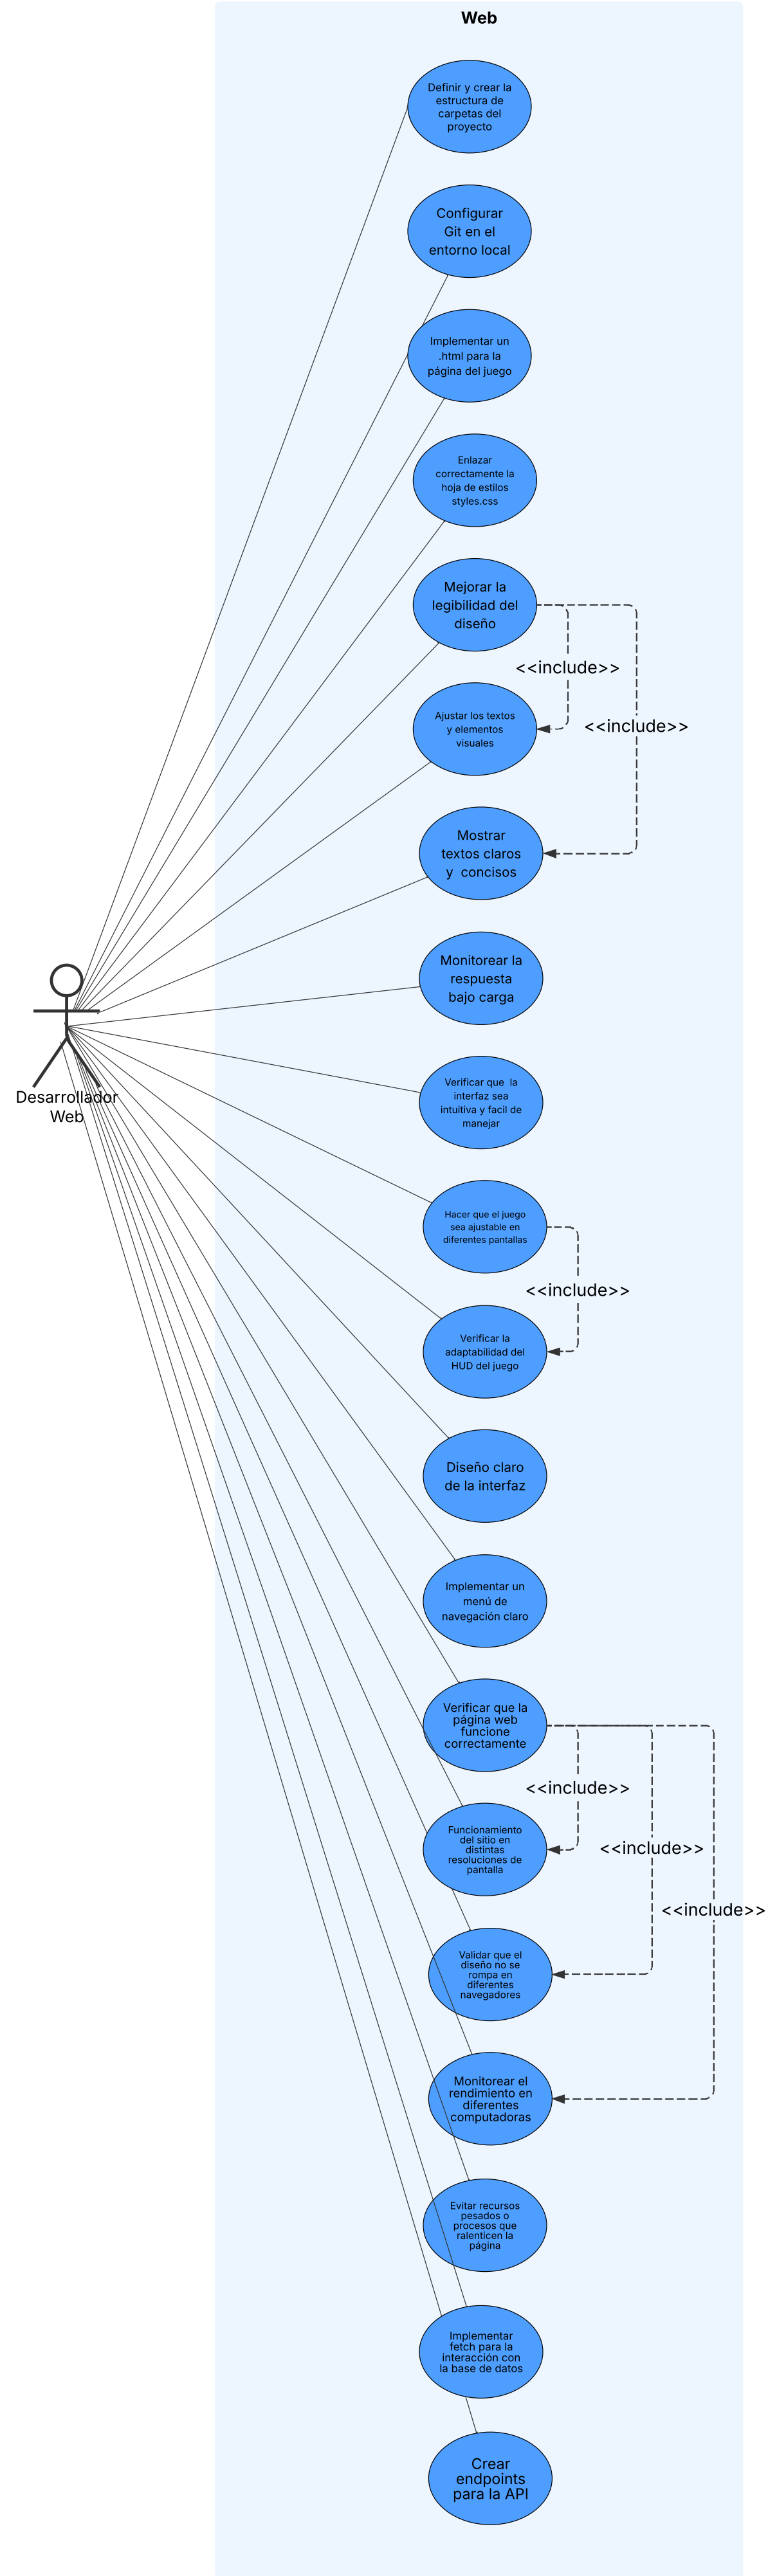 Web
Definir y crear la
estructura de
carpetas del
proyecto
Configurar
Git en el
entorno local
Implementar un
.html para la
página del juego
Enlazar
correctamente la
hoja de estilos
styles.css
Mejorar la
legibilidad del
diseño
<<include>>
Ajustar los textos
y elementos
visuales
<<include>>
Mostrar
textos claros
y concisos
Monitorear la
respuesta
bajo carga
Desarrollador
Web
Verificar que la
interfaz sea
intuitiva y facil de
manejar
Hacer que el juego
sea ajustable en
diferentes pantallas
<<include>>
Verificar la
adaptabilidad del
HUD del juego
Diseño claro
de la interfaz
Implementar un
menú de
navegación claro
Verificar que la
página web
funcione
correctamente
<<include>>
Funcionamiento
del sitio en
distintas
resoluciones de
pantalla
<<include>>
<<include>>
Validar que el
diseño no se
rompa en
diferentes
navegadores
Monitorear el
rendimiento en
diferentes
computadoras
Evitar recursos
pesados o
procesos que
ralenticen la
página
Implementar
fetch para la
interacción con
la base de datos
Crear
endpoints
para la API